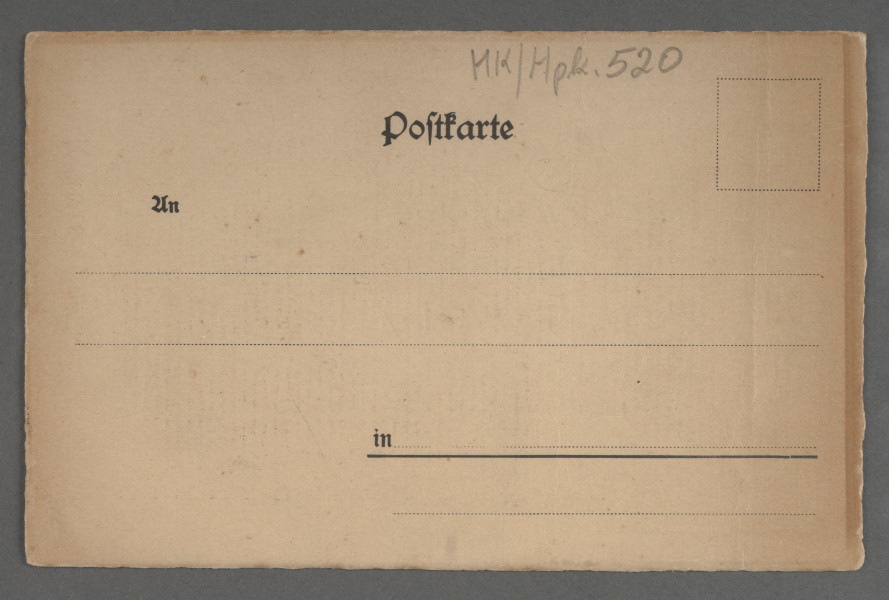 HK/Hpk. 520
Postkarte
An
in